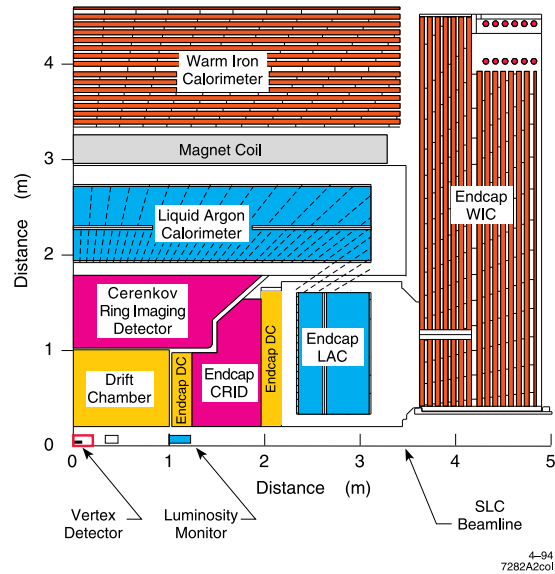 4
Warm Iron
Calorimeter
3
Magnet Coil
Distance (m)
2
Liquid Argon
Calorimeter
Endcap
WIC
Cerenkov
Ring Imaging
Detector
1
Drift
Chamber
Endcap DC
Endcap
CRID
Endcap DC
Endcap
LAC
0
0 1 2 3 4 5
Distance (m)
Vertex
Detector
Luminosity
Monitor
SLC
Beamline
4–94
7282A2col